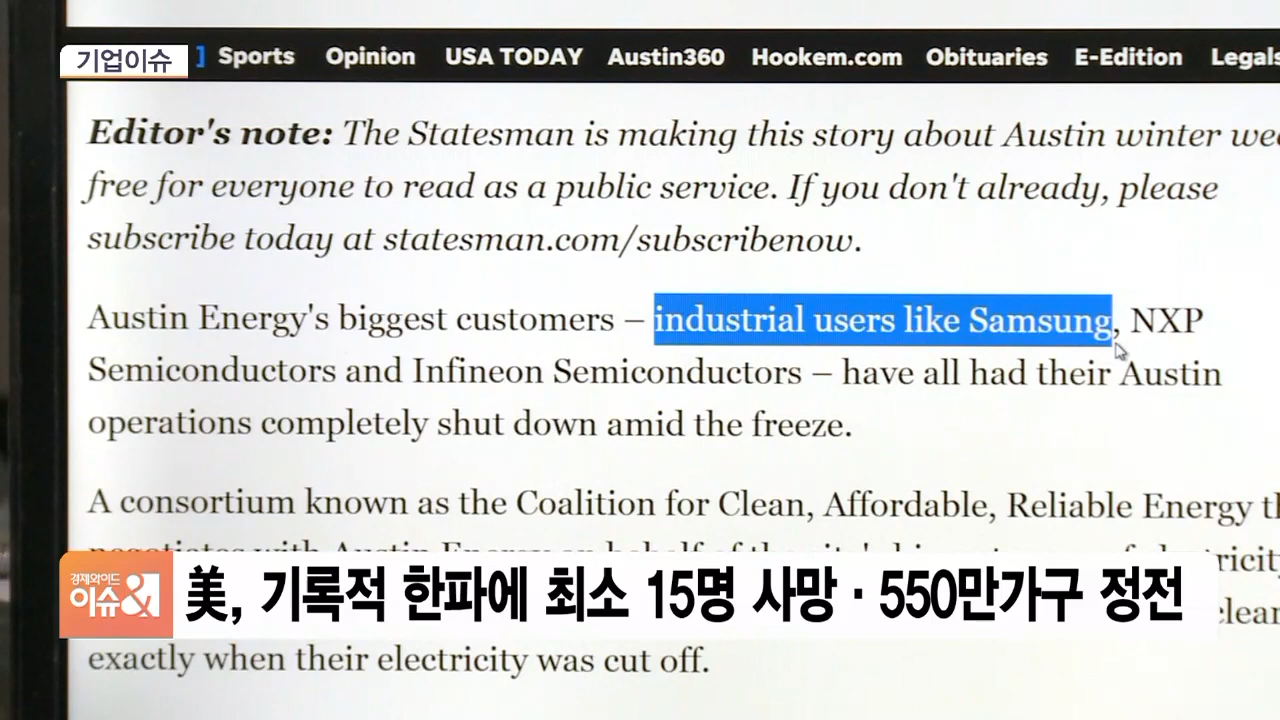 기업이슈
] Sports Opinion USA TODAY Austin360 Hookem.com Obituaries E-Edition Legals
Editor's note: The Statesman is making this story about Austin winter
free for everyone to read as a public service. If you don't already, please
subscribe today at statesman.com/subscribenow.
Austin Energy's biggest customers – industrial users like Samsung, NXP
Semiconductors and Infineon Semiconductors – have all had their Austin
operations completely shut down amid the freeze.
A consortium known as the Coalition for Clean, Affordable, Reliable Energy
경제와이드
이슈&
美, 기록적 한파에 최소 15명 사망·550만가구 정전
exactly when their electricity was cut off.